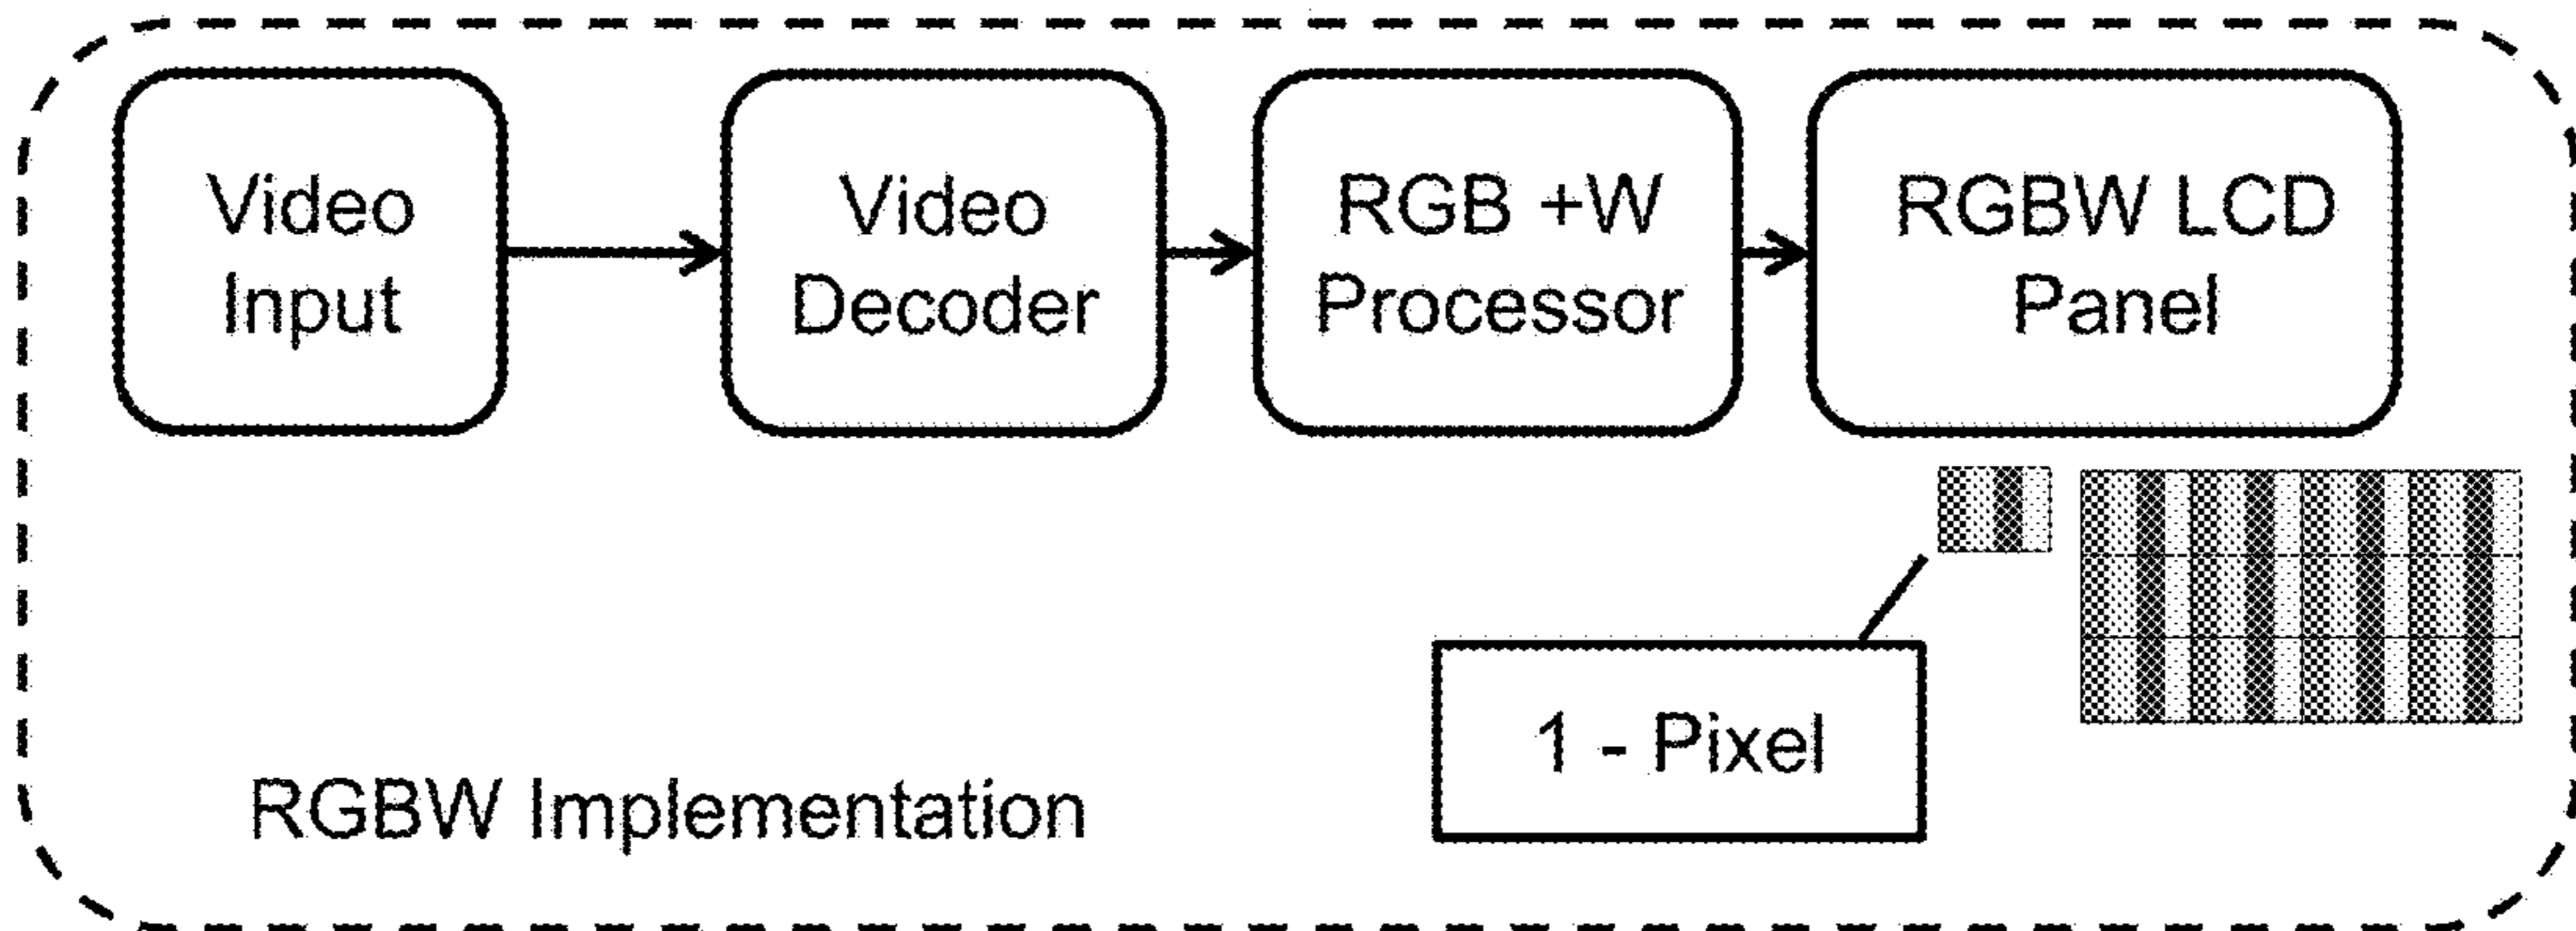 Video
Input
Video
Decoder
RGB +W
Processor
RGBW LCD
Panel
1 - Pixel
RGBW Implementation